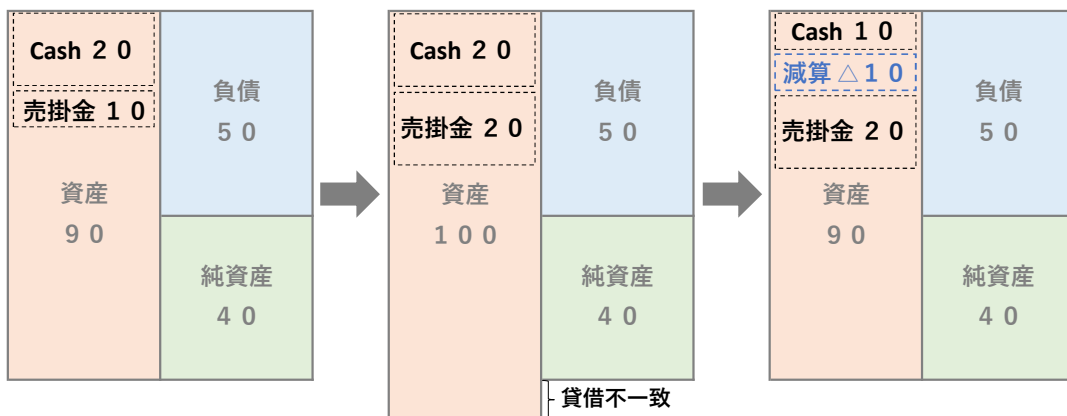 Cash ２０
売掛金 １０
資産
９０
負債
５０
純資産
４０
Cash ２０
売掛金 ２０
資産
１００
負債
５０
純資産
４０
貸借不一致
Cash １０
減算 △１０
売掛金 ２０
資産
９０
負債
５０
純資産
４０